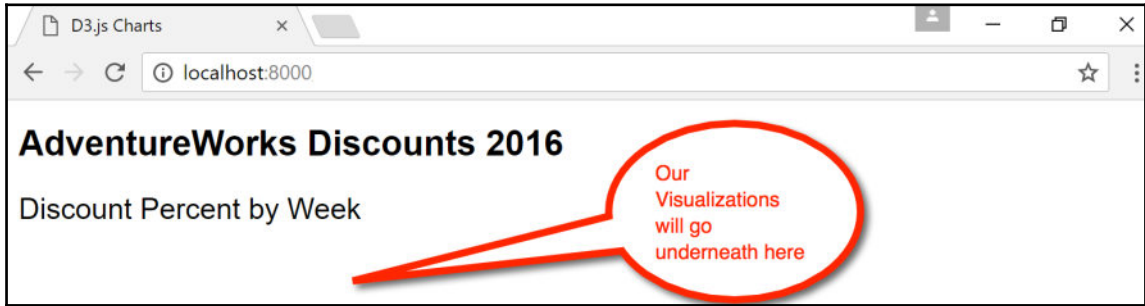 D3.js Charts
localhost:8000
AdventureWorks Discounts 2016
Discount Percent by Week
Our
Visualizations
will go
underneath here